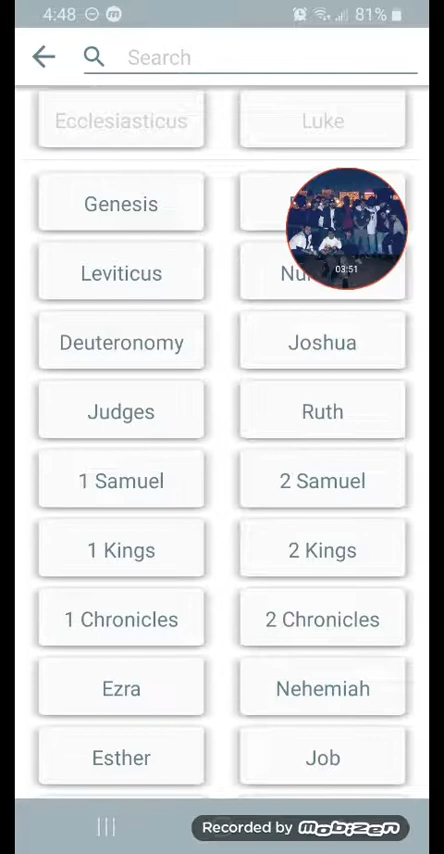 4:48 81%
Search
Ecclesiasticus Luke
Genesis
03:51
Leviticus Nu
Deuteronomy Joshua
Judges Ruth
1 Samuel 2 Samuel
1 Kings 2 Kings
1 Chronicles 2 Chronicles
Ezra Nehemiah
Esther Job
Recorded by Mobizen